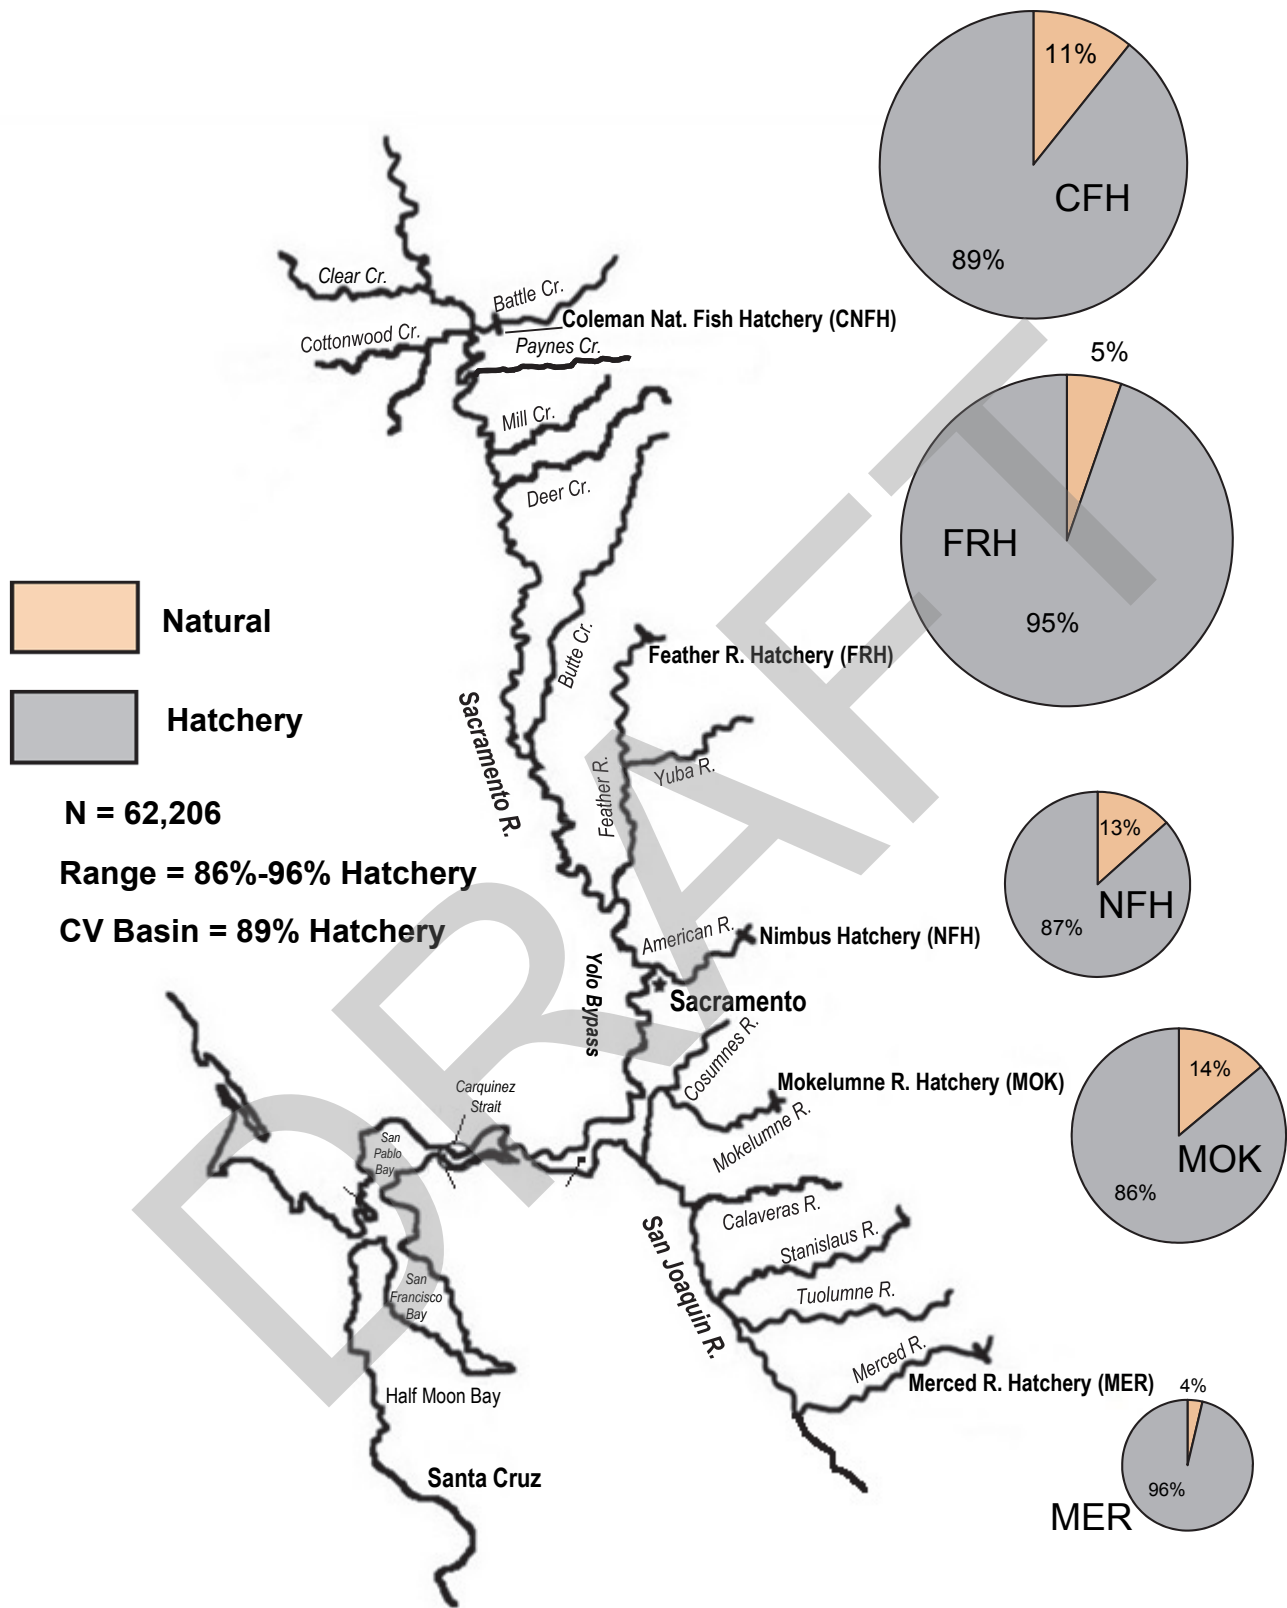 11%
CFH
89%
Clear Cr.
Battle Cr.
Coleman Nat. Fish Hatchery (CNFH)
Cottonwood Cr.
Paynes Cr.
5%
Mill Cr.
Deer Cr.
FRH
95%
Natural
Butte Cr.
Feather R. Hatchery (FRH)
Hatchery
Sacramento R.
Feather R.
Yuba R.
N = 62,206
13%
Range = 86%-96% Hatchery
NFH
87%
CV Basin = 89% Hatchery
American R.
Nimbus Hatchery (NFH)
Yolo Bypass
Sacramento
Cosumnes R.
Carquinez
Strait
Mokelumne R. Hatchery (MOK)
14%
Mokelumne R.
MOK
86%
San
Pablo
Bay
Calaveras R.
San Joaquin R.
Stanislaus R.
San
Francisco
Bay
Tuolumne R.
Merced R.
Merced R. Hatchery (MER)
4%
Half Moon Bay
Santa Cruz
96%
MER
DRAFT